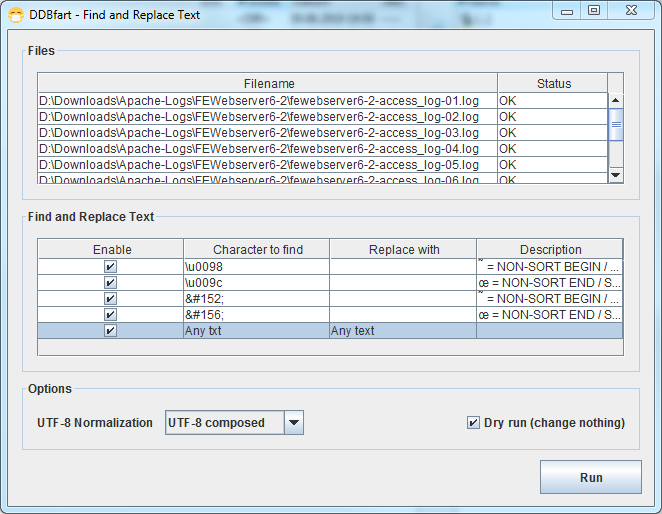 DDBfart - Find and Replace Text
Files
Filename Status
D:\Downloads\Apache-Logs\FEWebserver6-2\fewebserver6-2-access_log-01.log OK
D:\Downloads\Apache-Logs\FEWebserver6-2\fewebserver6-2-access_log-02.log OK
D:\Downloads\Apache-Logs\FEWebserver6-2\fewebserver6-2-access_log-03.log OK
D:\Downloads\Apache-Logs\FEWebserver6-2\fewebserver6-2-access_log-04.log OK
D:\Downloads\Apache-Logs\FEWebserver6-2\fewebserver6-2-access_log-05.log OK
D:\Downloads\Apache-Logs\FEWebserver6-2\fewebserver6-2-access_log-06.log OK
Find and Replace Text
Enable Character to find Replace with Description
\u0098 ˜ = NON-SORT BEGIN / ...
\u009c œ = NON-SORT END / S...
&#152; ˜ = NON-SORT BEGIN / ...
&#156; œ = NON-SORT END / S...
Any txt Any text
Options
UTF-8 Normalization UTF-8 composed Dry run (change nothing)
Run